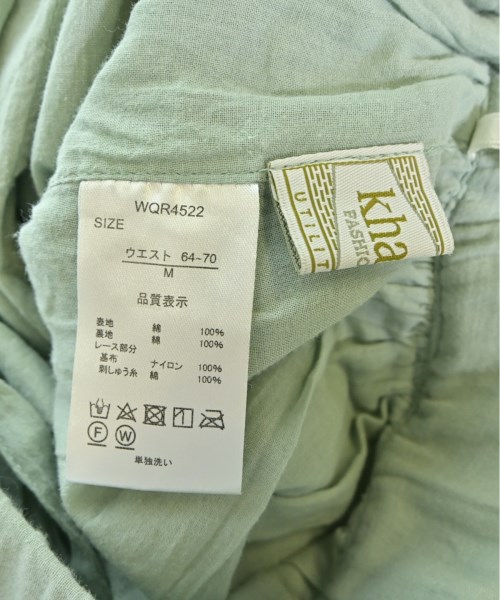 WQR4522
SIZE
ウエスト 64~70
M
品質表示
表地 綿 100%
裏地 綿 100%
レース部分
基布 ナイロン 100%
刺しゅう糸 綿 100%
F W
単独洗い
kha
FASHIO
UTILIT